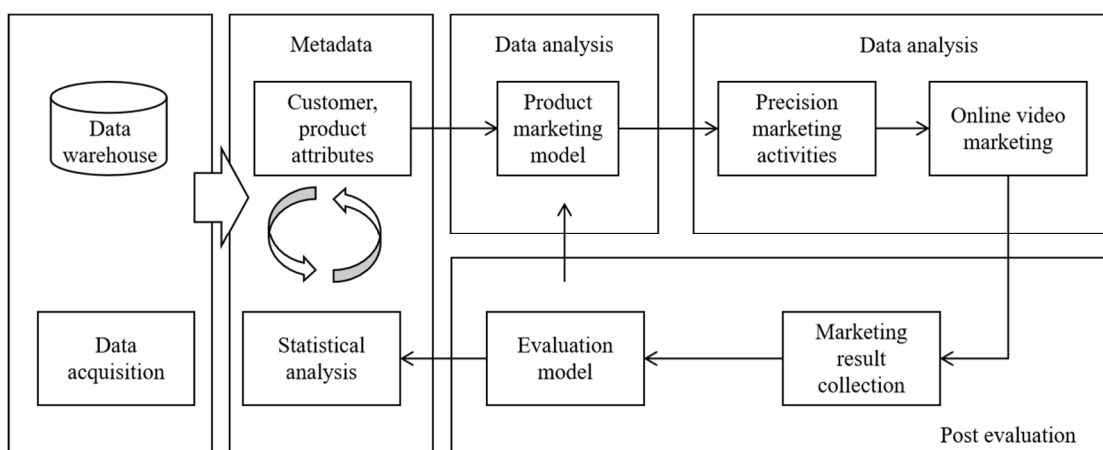 Data
warehouse
Data
acquisition
Metadata
Customer,
product
attributes
Statistical
analysis
Data analysis
Product
marketing
model
Data analysis
Precision
marketing
activities
Online video
marketing
Evaluation
model
Marketing
result
collection
Post evaluation